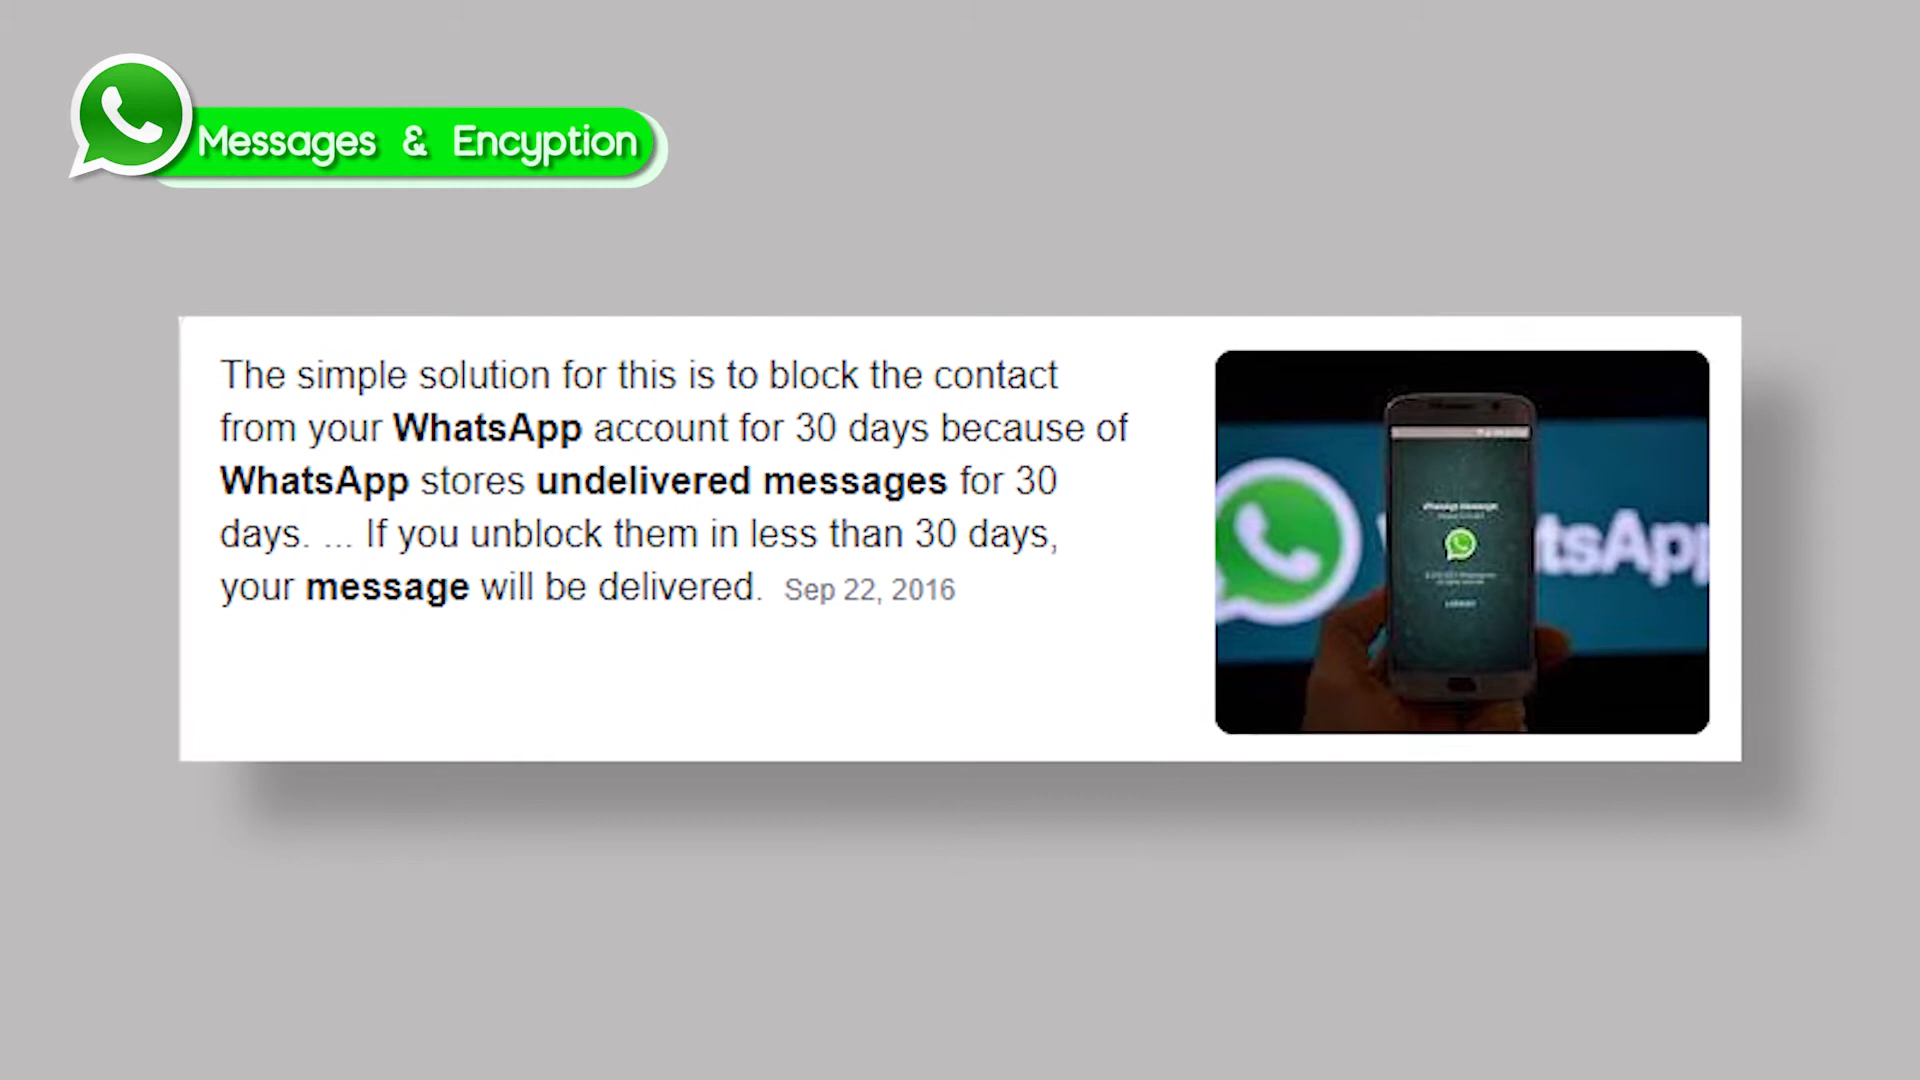 Messages & Encyption
The simple solution for this is to block the contact
from your WhatsApp account for 30 days because of
WhatsApp stores undelivered messages for 30
days. ... If you unblock them in less than 30 days,
your message will be delivered. Sep 22, 2016
tsApp